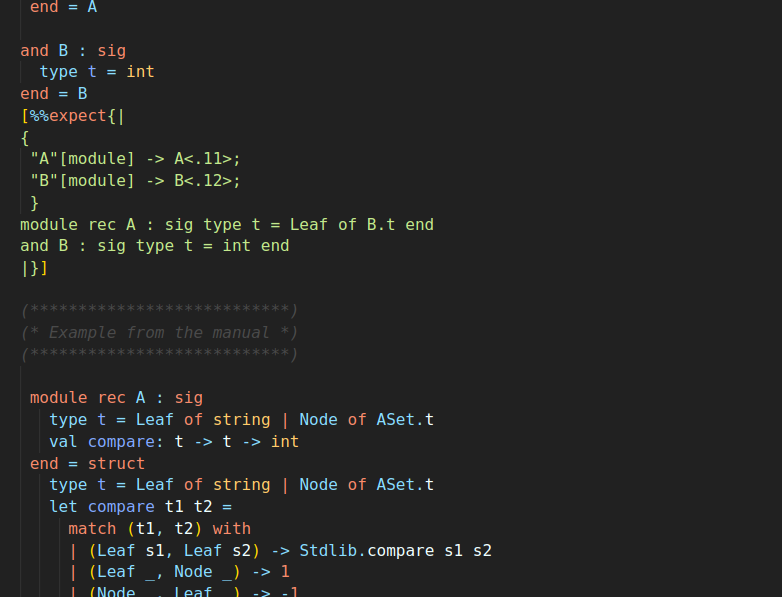 end = A
and B : sig
type t = int
end = B
[%%expect{|
{
"A"[module] -> A<.11>;
"B"[module] -> B<.12>;
}
module rec A : sig type t = Leaf of B.t end
and B : sig type t = int end
|}]
(***************************)
(* Example from the manual *)
(***************************)
module rec A : sig
type t = Leaf of string | Node of ASet.t
val compare: t -> t -> int
end = struct
type t = Leaf of string | Node of ASet.t
let compare t1 t2 =
match (t1, t2) with
| (Leaf s1, Leaf s2) -> Stdlib.compare s1 s2
| (Leaf _, Node _) -> 1
| (Node _, Leaf _) -> -1